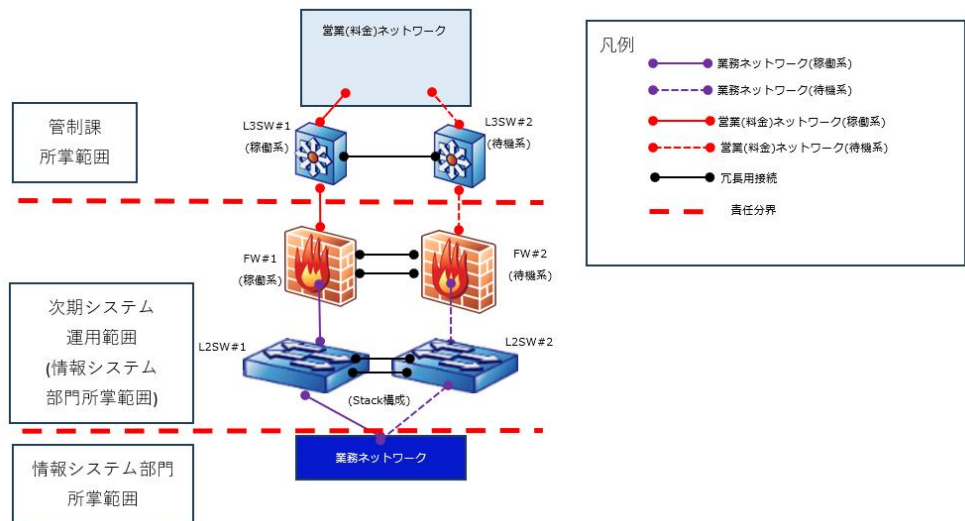 営業(料金)ネットワーク
管制課
所掌範囲
L3SW#1
(稼働系)
L3SW#2
(待機系)
FW#1
(稼働系)
FW#2
(待機系)
次期システム
運用範囲
(情報システム
部門所掌範囲)
L2SW#1
L2SW#2
(Stack構成)
情報システム部門
所掌範囲
業務ネットワーク
凡例
業務ネットワーク(稼働系)
業務ネットワーク(待機系)
営業(料金)ネットワーク(稼働系)
営業(料金)ネットワーク(待機系)
冗長用接続
責任分界